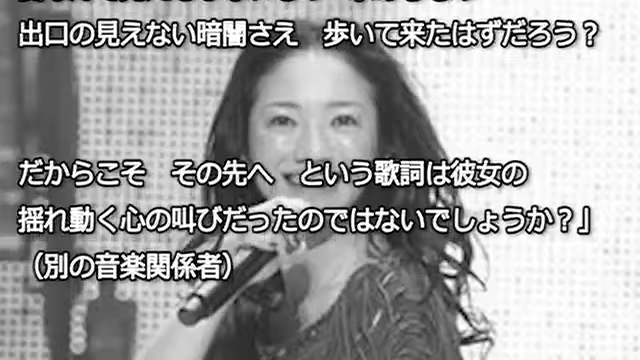 出口の見えない暗闇さえ　歩いて来たはずだろう？
だからこそ　その先へ　という歌詞は彼女の
揺れ動く心の叫びだったのではないでしょうか？」
（別の音楽関係者）